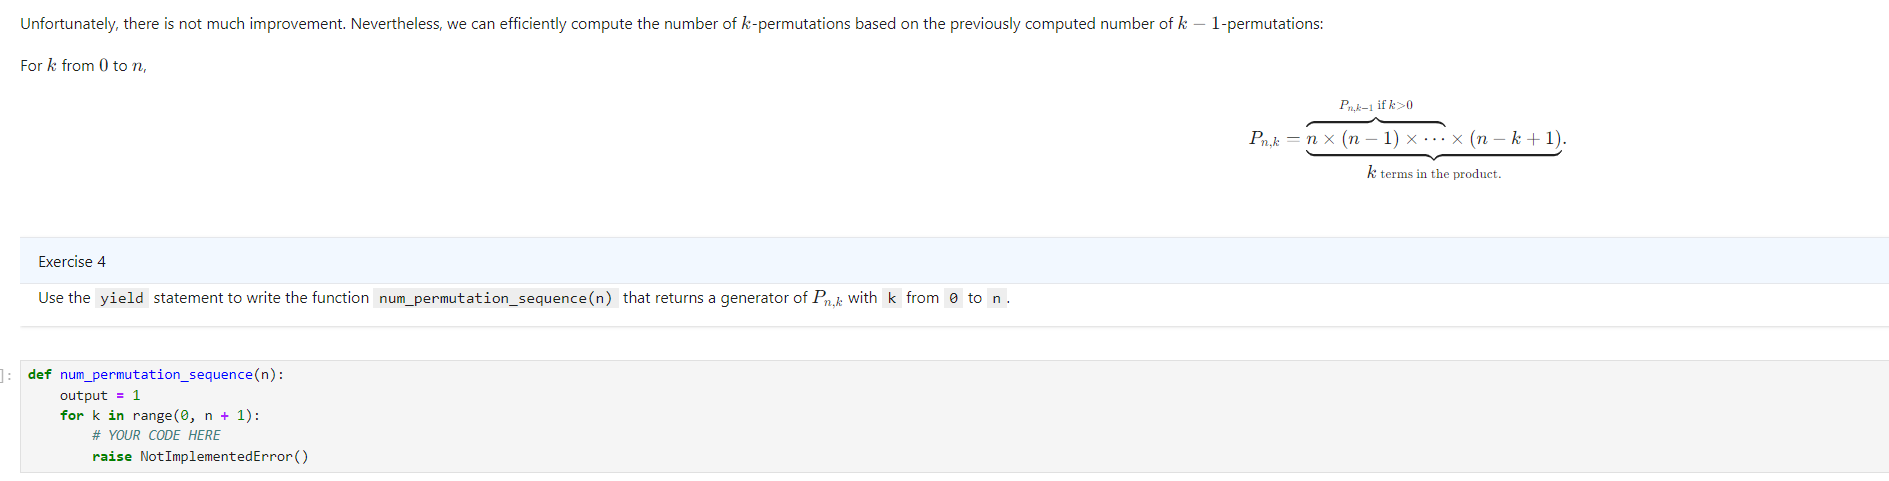 Unfortunately, there is not much improvement. Nevertheless, we can efficiently compute the number of k-permutations based on the previously computed number of k − 1-permutations:
For k from 0 to n,
Pn,k−1 if k>0
Pn,k = n × (n − 1) × ⋯ × (n − k + 1).
k terms in the product.
Exercise 4
Use the yield statement to write the function num_permutation_sequence(n) that returns a generator of Pn,k with k from 0 to n .
]: def num_permutation_sequence(n):
output = 1
for k in range(0, n + 1):
# YOUR CODE HERE
raise NotImplementedError()